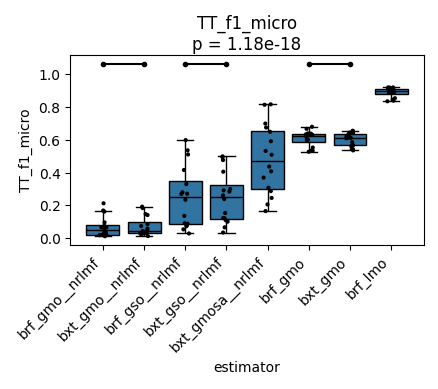 TT_f1_micro
p = 1.18e-18
TT_f1_micro
1.0
0.8
0.6
0.4
0.2
0.0
brf_gmo__nrlmf
bxt_gmo__nrlmf
brf_gso__nrlmf
bxt_gso__nrlmf
bxt_gmosa__nrlmf
brf_gmo
bxt_gmo
brf_lmo
estimator